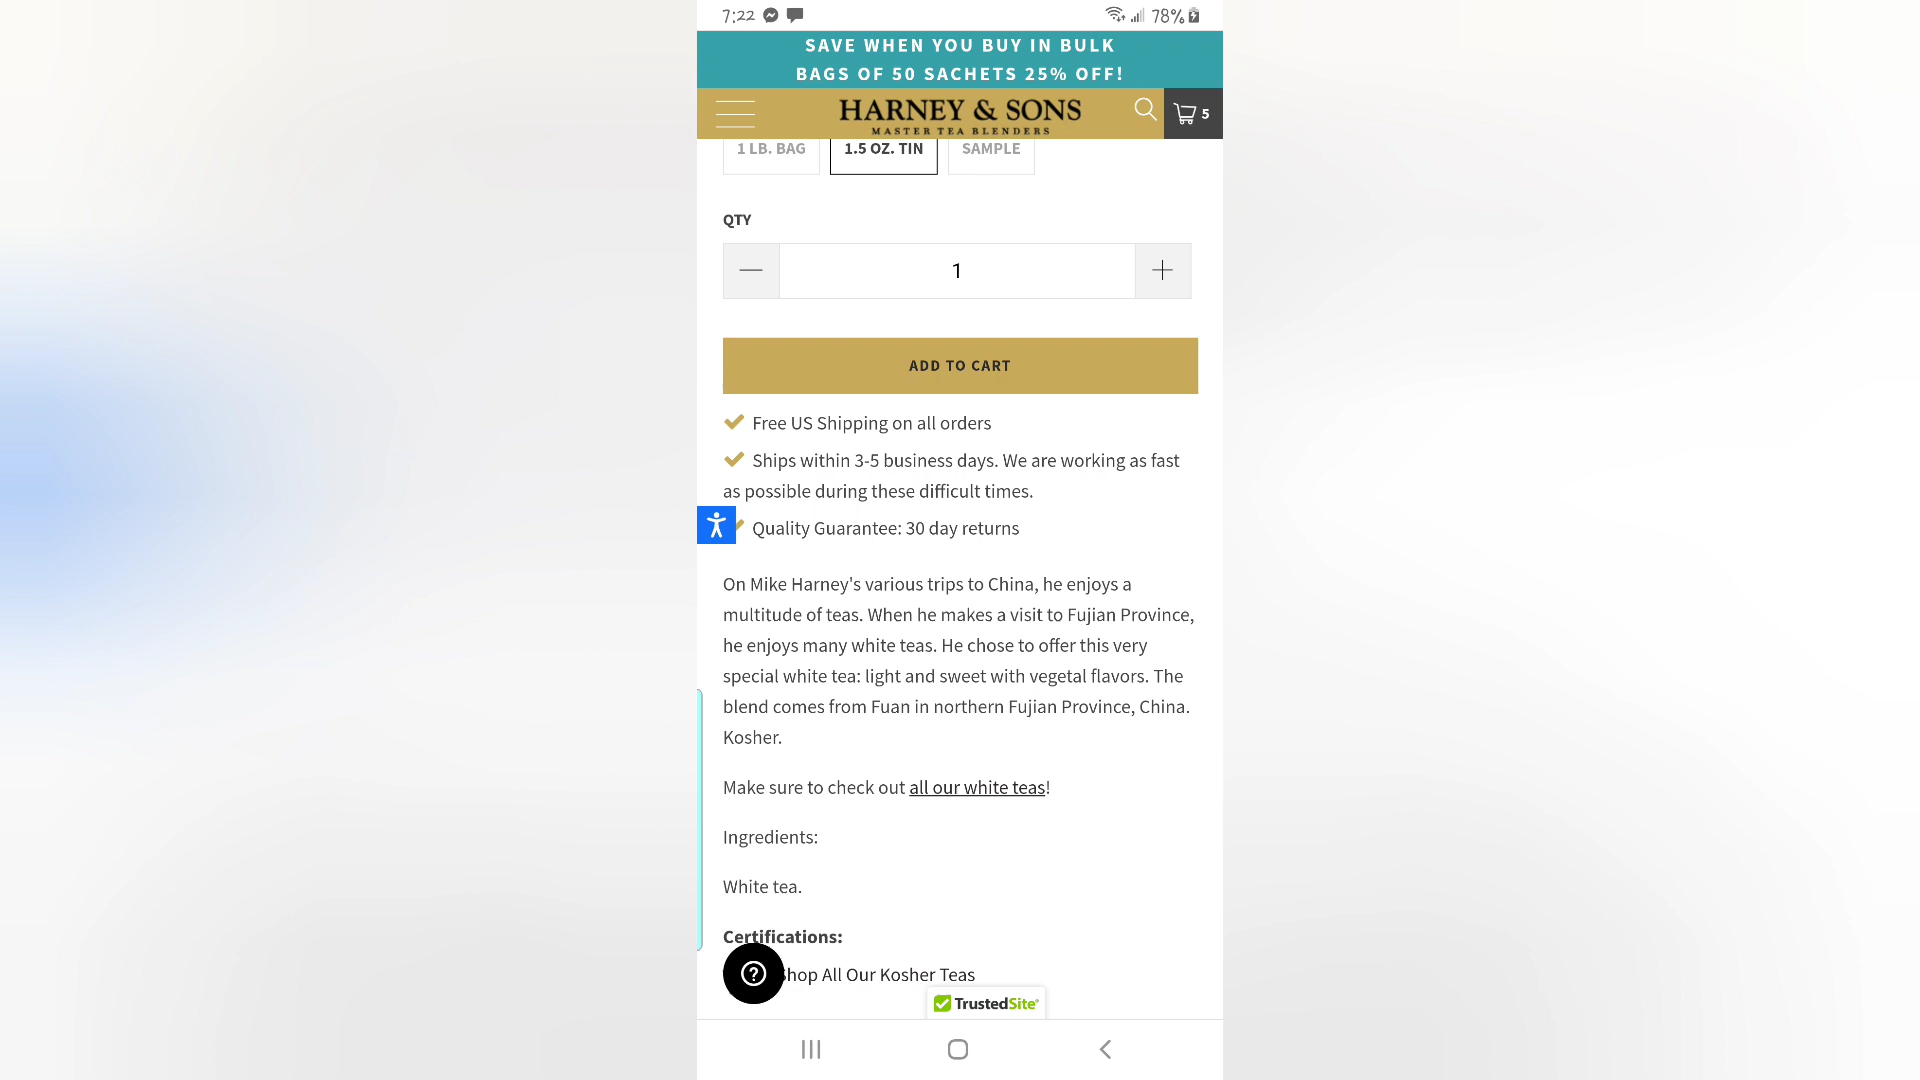 7:22
78%
SAVE WHEN YOU BUY IN BULK
BAGS OF 50 SACHETS 25% OFF!
HARNEY & SONS
MASTER TEA BLENDERS
5
1 LB. BAG
1.5 OZ. TIN
SAMPLE
QTY
1
ADD TO CART
Free US Shipping on all orders
Ships within 3-5 business days. We are working as fast
as possible during these difficult times.
Quality Guarantee: 30 day returns
On Mike Harney's various trips to China, he enjoys a
multitude of teas. When he makes a visit to Fujian Province,
he enjoys many white teas. He chose to offer this very
special white tea: light and sweet with vegetal flavors. The
blend comes from Fuan in northern Fujian Province, China.
Kosher.
Make sure to check out all our white teas!
Ingredients:
White tea.
Certifications:
Shop All Our Kosher Teas
TrustedSite